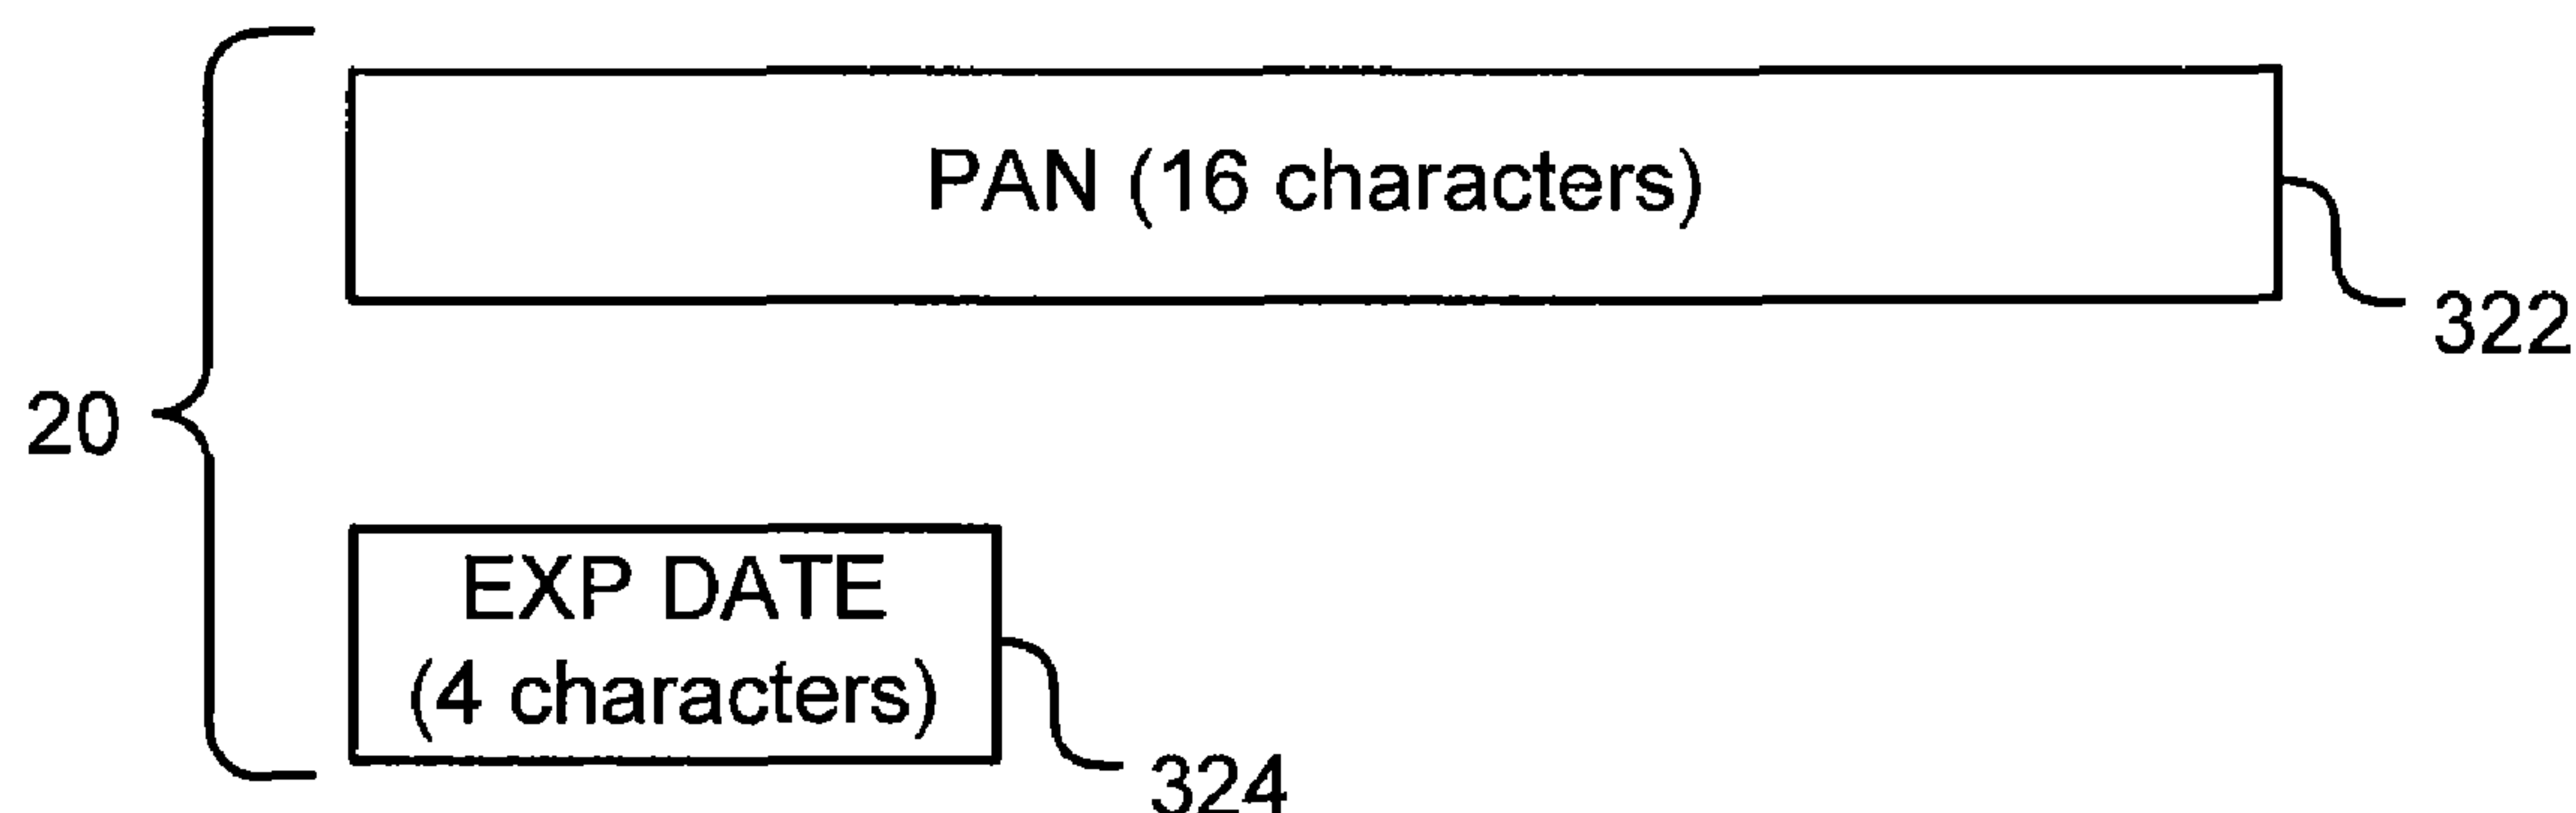 PAN (16 characters)
322
20
EXP DATE
(4 characters)
324